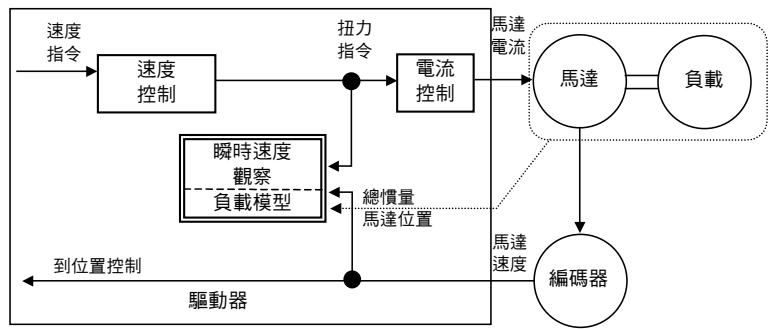 速度
指令
速度
控制
扭力
指令
電流
控制
馬達
電流
馬達
負載
瞬時速度
觀察
負載模型
總慣量
馬達位置
馬達
速度
編碼器
到位置控制
驅動器